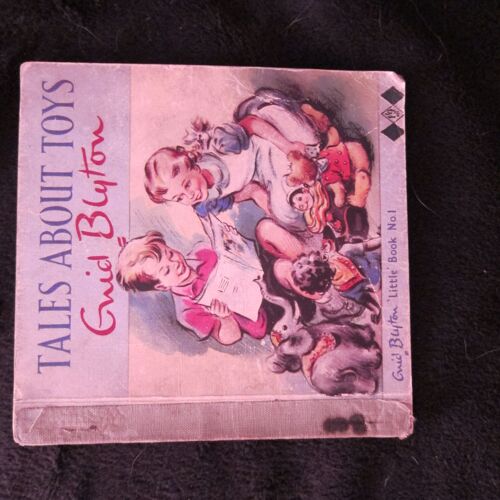 TALES ABOUT TOYS
Enid Blyton
Enid Blyton 'Little' Book No.1